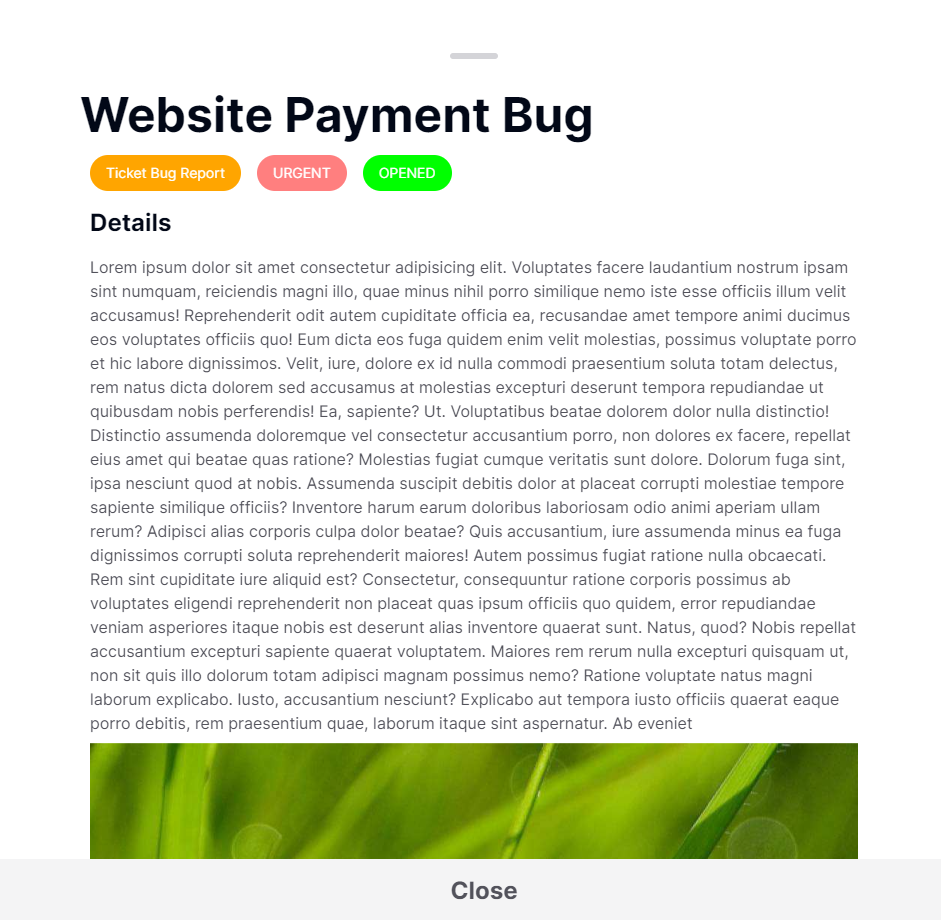 Website Payment Bug
Ticket Bug Report URGENT OPENED
Details
Lorem ipsum dolor sit amet consectetur adipisicing elit. Voluptates facere laudantium nostrum ipsam
sint numquam, reiciendis magni illo, quae minus nihil porro similique nemo iste esse officiis illum velit
accusamus! Reprehenderit odit autem cupiditate officia ea, recusandae amet tempore animi ducimus
eos voluptates officiis quo! Eum dicta eos fuga quidem enim velit molestias, possimus voluptate porro
et hic labore dignissimos. Velit, iure, dolore ex id nulla commodi praesentium soluta totam delectus,
rem natus dicta dolorem sed accusamus at molestias excepturi deserunt tempora repudiandae ut
quibusdam nobis perferendis! Ea, sapiente? Ut. Voluptatibus beatae dolorem dolor nulla distinctio!
Distinctio assumenda doloremque vel consectetur accusantium porro, non dolores ex facere, repellat
eius amet qui beatae quas ratione? Molestias fugiat cumque veritatis sunt dolore. Dolorum fuga sint,
ipsa nesciunt quod at nobis. Assumenda suscipit debitis dolor at placeat corrupti molestiae tempore
sapiente similique officiis? Inventore harum earum doloribus laboriosam odio animi aperiam ullam
rerum? Adipisci alias corporis culpa dolor beatae? Quis accusantium, iure assumenda minus ea fuga
dignissimos corrupti soluta reprehenderit maiores! Autem possimus fugiat ratione nulla obcaecati.
Rem sint cupiditate iure aliquid est? Consectetur, consequuntur ratione corporis possimus ab
voluptates eligendi reprehenderit non placeat quas ipsum officiis quo quidem, error repudiandae
veniam asperiores itaque nobis est deserunt alias inventore quaerat sunt. Natus, quod? Nobis repellat
accusantium excepturi sapiente quaerat voluptatem. Maiores rem rerum nulla excepturi quisquam ut,
non sit quis illo dolorum totam adipisci magnam possimus nemo? Ratione voluptate natus magni
laborum explicabo. Iusto, accusantium nesciunt? Explicabo aut tempora iusto officiis quaerat eaque
porro debitis, rem praesentium quae, laborum itaque sint aspernatur. Ab eveniet
Close